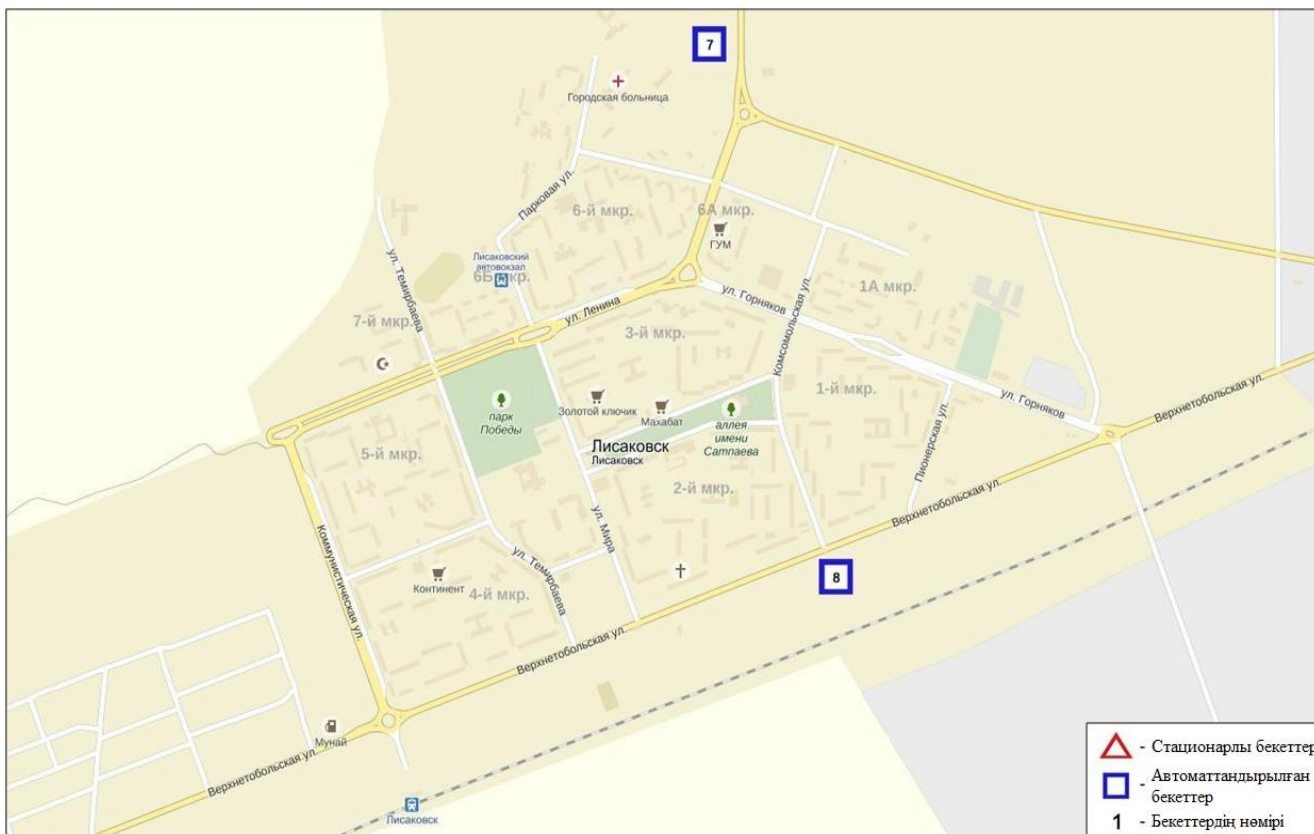 7
Городская больница
Парковая ул.
6-й мкр.
6А мкр.
ГУМ
ул. Темирбаева
Лисаковский
автовокзал
6Б мкр.
7-й мкр.
ул. Ленина
ул. Горняков
Комсомольская ул.
1А мкр.
3-й мкр.
1-й мкр.
парк
Победы
Золотой ключик
Махабат
аллея
имени
Сатпаева
ул. Горняков
Верхнетобольская ул.
Пионерская ул.
Лисаковск
Лисаковск
5-й мкр.
2-й мкр.
Верхнетобольская ул.
ул. Мира
Коммунистическая ул.
ул. Темирбаева
Континент
4-й мкр.
8
Верхнетобольская ул.
Мунай
Верхнетобольская ул.
Лисаковск
- Стационарлы бекеттер
- Автоматтандырылған
бекеттер
1 - Бекеттердің нөмірі